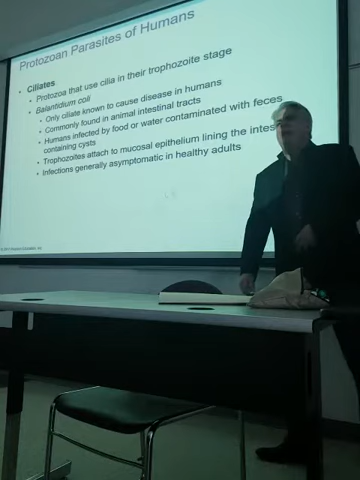 Protozoan Parasites of Humans
• Ciliates
• Protozoa that use cilia in their trophozoite stage
• Balantidium coli
• Only ciliate known to cause disease in humans
• Commonly found in animal intestinal tracts
• Humans infected by food or water contaminated with feces
containing cysts
• Trophozoites attach to mucosal epithelium lining the
• Infections generally asymptomatic in healthy adults